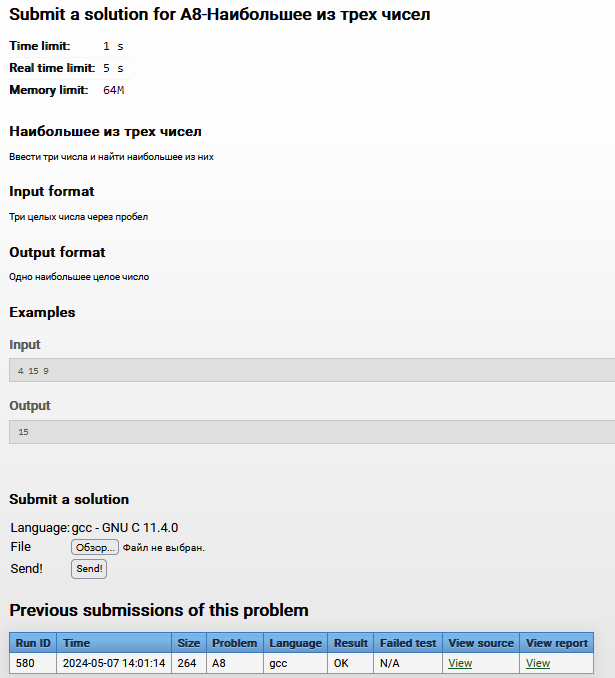 Submit a solution for A8-Наибольшее из трех чисел
Time limit: 1 s
Real time limit: 5 s
Memory limit: 64M
Наибольшее из трех чисел
Ввести три числа и найти наибольшее из них
Input format
Три целых числа через пробел
Output format
Одно наибольшее целое число
Examples
Input
4 15 9
Output
15
Submit a solution
Language: gcc - GNU C 11.4.0
File Обзор... Файл не выбран.
Send! Send!
Previous submissions of this problem
Run ID Time Size Problem Language Result Failed test View source View report
580 2024-05-07 14:01:14 264 A8 gcc OK N/A View View